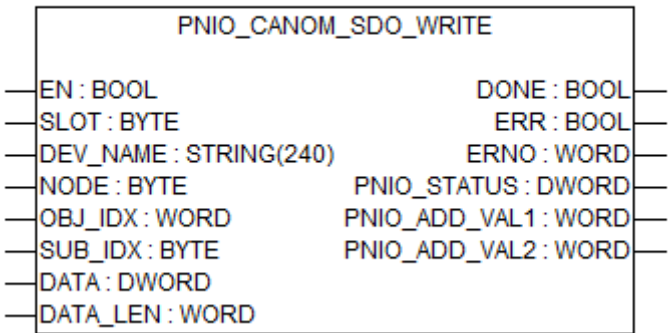 PNIO_CANOM_SDO_WRITE
EN : BOOL DONE : BOOL
SLOT : BYTE ERR : BOOL
DEV_NAME : STRING(240) ERNO : WORD
NODE : BYTE PNIO_STATUS : DWORD
OBJ_IDX : WORD PNIO_ADD_VAL1 : WORD
SUB_IDX : BYTE PNIO_ADD_VAL2 : WORD
DATA : DWORD
DATA_LEN : WORD